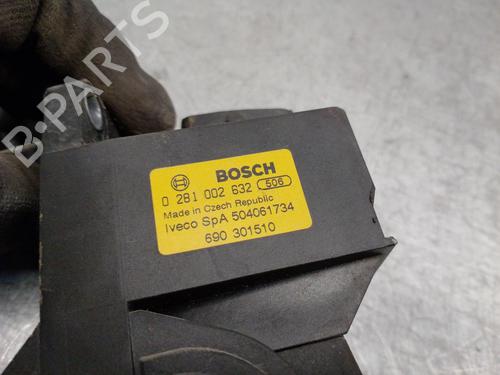 B-PARTS
BOSCH
0 281 002 632 506
Made in Czech Republic
Iveco SpA 504061734
690 301510